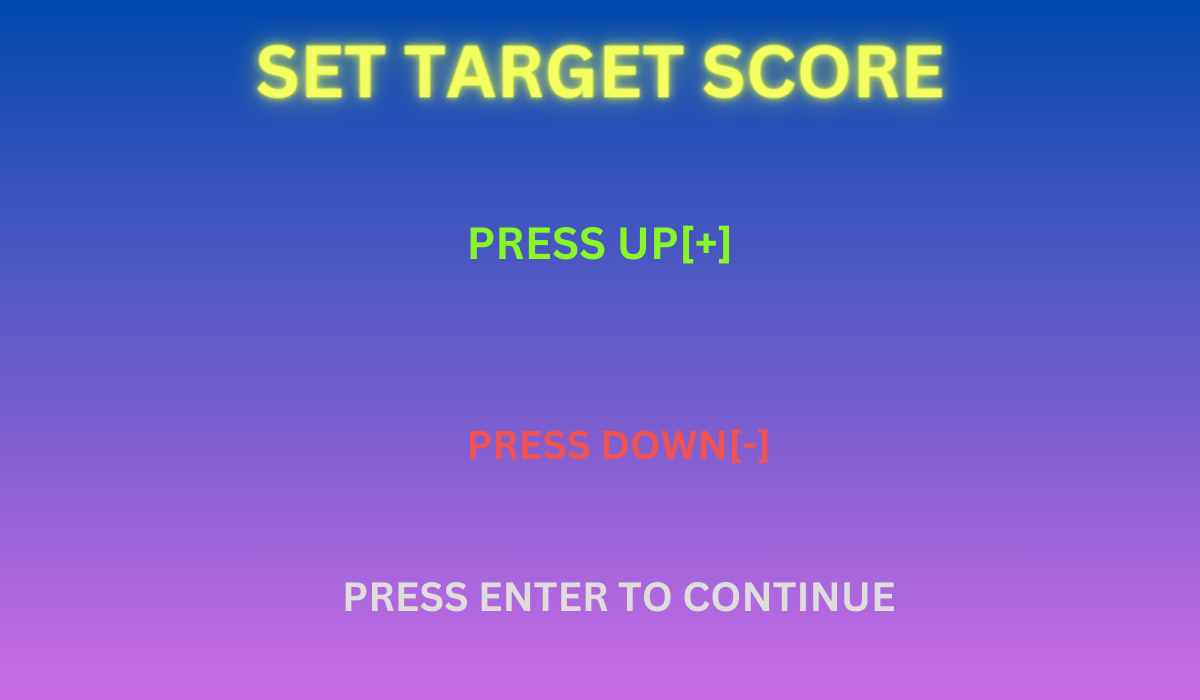 SET TARGET SCORE
PRESS UP[+]
PRESS DOWN[-]
PRESS ENTER TO CONTINUE